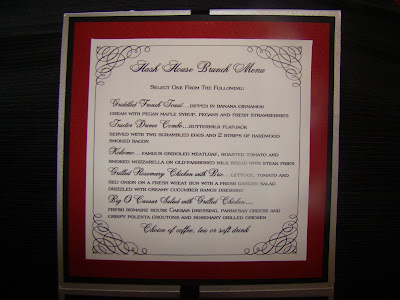 Hash House Brunch Menu
Select One From The Following:
Griddled French Toast...dipped in banana cinnamon
cream with pecan maple syrup, pecans and fresh strawberries
Tractor Driver Combo...buttermilk flapjack
served with two scrambled eggs and 2 strips of hardwood
smoked bacon
Kokomo...famous griddled meatloaf, roasted tomato and
smoked mozzarella on old-fashioned milk bread with steak fries
Grilled Rosemary Chicken with Brie...lettuce, tomato and
red onion on a fresh wheat bun with a fresh garden salad
drizzled with creamy cucumber ranch dressing
Big O' Caesar Salad with Grilled Chicken...
fresh romaine house Caesar dressing, parmesan cheese and
crispy polenta croutons and rosemary grilled chicken
Choice of coffee, tea or soft drink